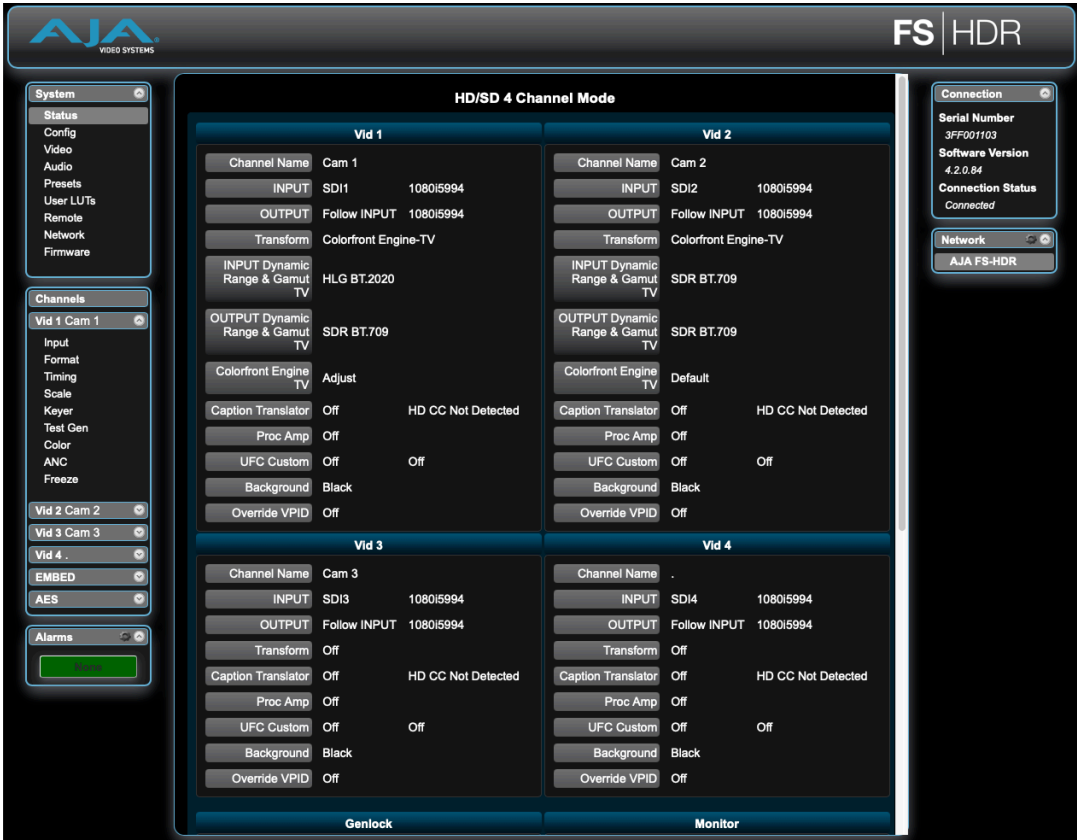 AJA
VIDEO SYSTEMS
FS HDR
System
Status
Config
Video
Audio
Presets
User LUTs
Remote
Network
Firmware
Channels
Vid 1 Cam 1
Input
Format
Timing
Scale
Keyer
Test Gen
Color
ANC
Freeze
Vid 2 Cam 2
Vid 3 Cam 3
Vid 4 .
EMBED
AES
Alarms
None
HD/SD 4 Channel Mode
Vid 1
Channel Name Cam 1
INPUT SDI1 1080i5994
OUTPUT Follow INPUT 1080i5994
Transform Colorfront Engine-TV
INPUT Dynamic
Range & Gamut HLG BT.2020
TV
OUTPUT Dynamic
Range & Gamut SDR BT.709
TV
Colorfront Engine
TV Adjust
Caption Translator Off HD CC Not Detected
Proc Amp Off
UFC Custom Off Off
Background Black
Override VPID Off
Vid 2
Channel Name Cam 2
INPUT SDI2 1080i5994
OUTPUT Follow INPUT 1080i5994
Transform Colorfront Engine-TV
INPUT Dynamic
Range & Gamut SDR BT.709
TV
OUTPUT Dynamic
Range & Gamut SDR BT.709
TV
Colorfront Engine
TV Default
Caption Translator Off HD CC Not Detected
Proc Amp Off
UFC Custom Off Off
Background Black
Override VPID Off
Vid 3
Channel Name Cam 3
INPUT SDI3 1080i5994
OUTPUT Follow INPUT 1080i5994
Transform Off
Caption Translator Off HD CC Not Detected
Proc Amp Off
UFC Custom Off Off
Background Black
Override VPID Off
Vid 4
Channel Name .
INPUT SDI4 1080i5994
OUTPUT Follow INPUT 1080i5994
Transform Off
Caption Translator Off HD CC Not Detected
Proc Amp Off
UFC Custom Off Off
Background Black
Override VPID Off
Genlock
Monitor
Connection
Serial Number
3FF001103
Software Version
4.2.0.84
Connection Status
Connected
Network
AJA FS-HDR